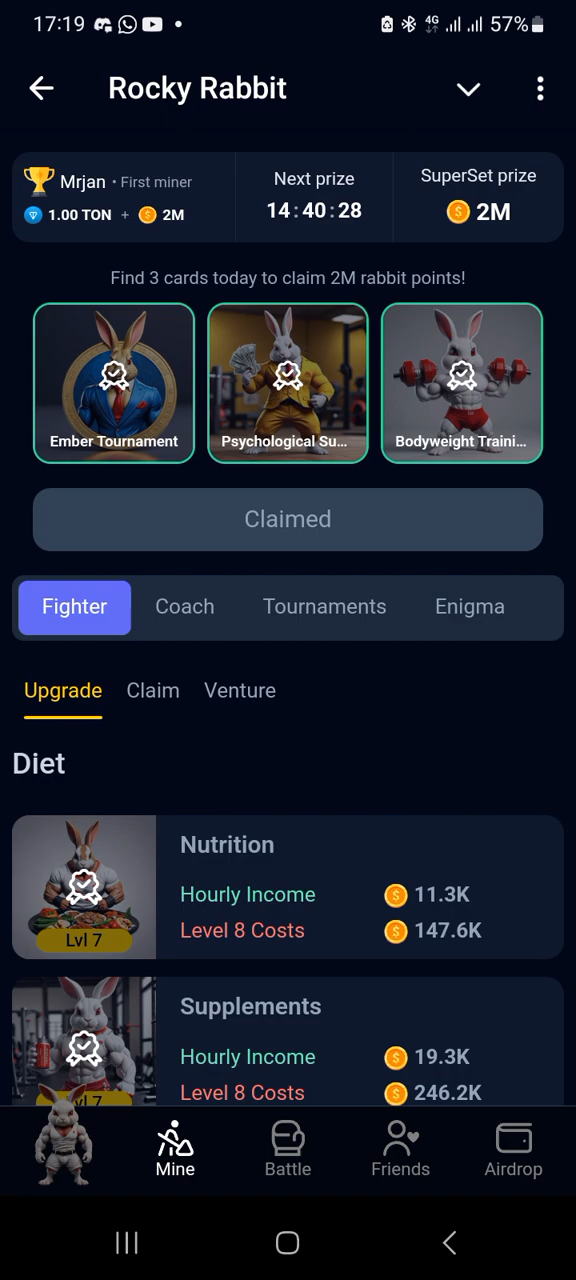 17:19 4G 57%
Rocky Rabbit
Mrjan • First miner
1.00 TON + 2M
Next prize
14:40:28
SuperSet prize
2M
Find 3 cards today to claim 2M rabbit points!
Ember Tournament
Psychological Su...
Bodyweight Traini...
Claimed
Fighter Coach Tournaments Enigma
Upgrade Claim Venture
Diet
Nutrition
Hourly Income 11.3K
Level 8 Costs 147.6K
Lvl 7
Supplements
Hourly Income 19.3K
Level 8 Costs 246.2K
Lvl 7
Mine Battle Friends Airdrop